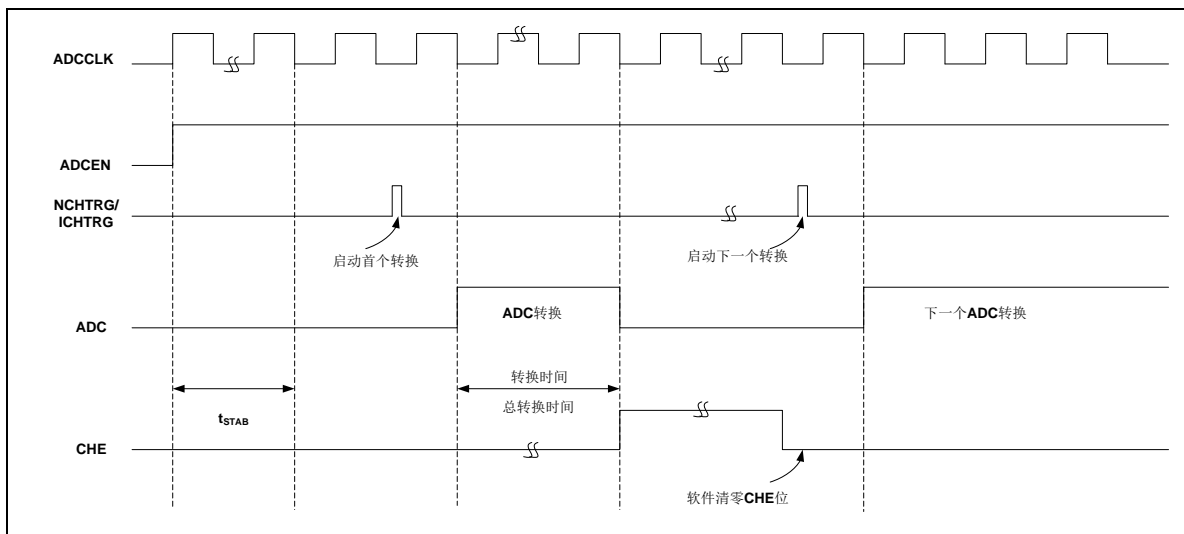 ADCCLK
ADCEN
NCHTRG/
ICHTRG
启动首个转换
启动下一个转换
ADC
ADC转换
下一个ADC转换
转换时间
总转换时间
tSTAB
CHE
软件清零CHE位